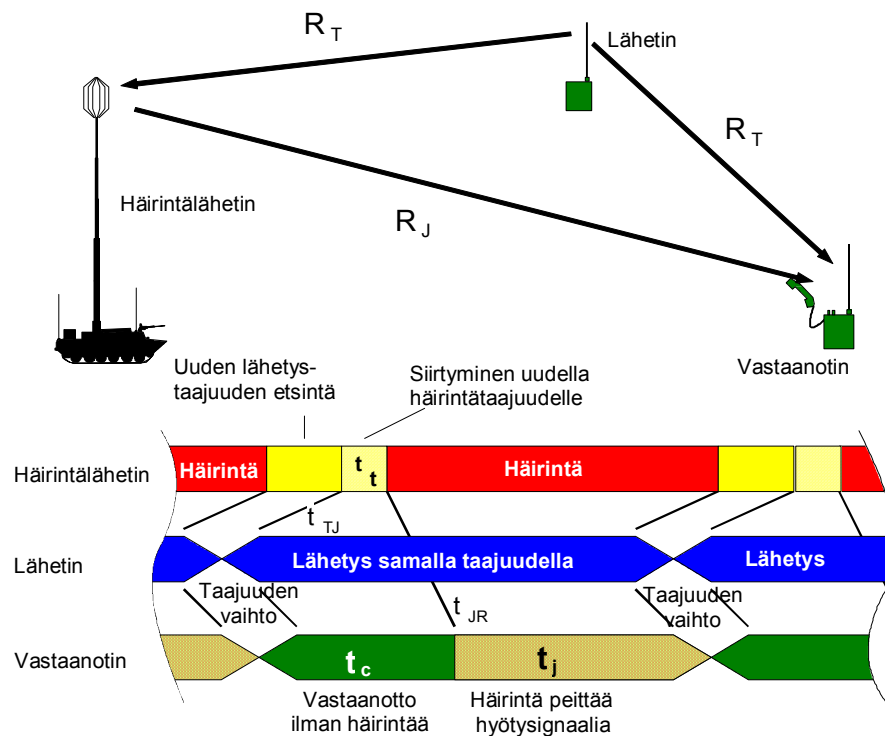 R T
Lähetin
R T
Häirintälähetin
R J
Vastaanotin
Uuden lähetys-
taajuuden etsintä
Siirtyminen uudella
häirintätaajuudelle
Häirintälähetin
Häirintä
t t
Häirintä
t TJ
Lähetin
Lähetys samalla taajuudella
Lähetys
Taajuuden
vaihto
t JR
Taajuuden
vaihto
Vastaanotin
t c
t j
Vastaanotto
ilman häirintää
Häirintä peittää
hyötysignaalia